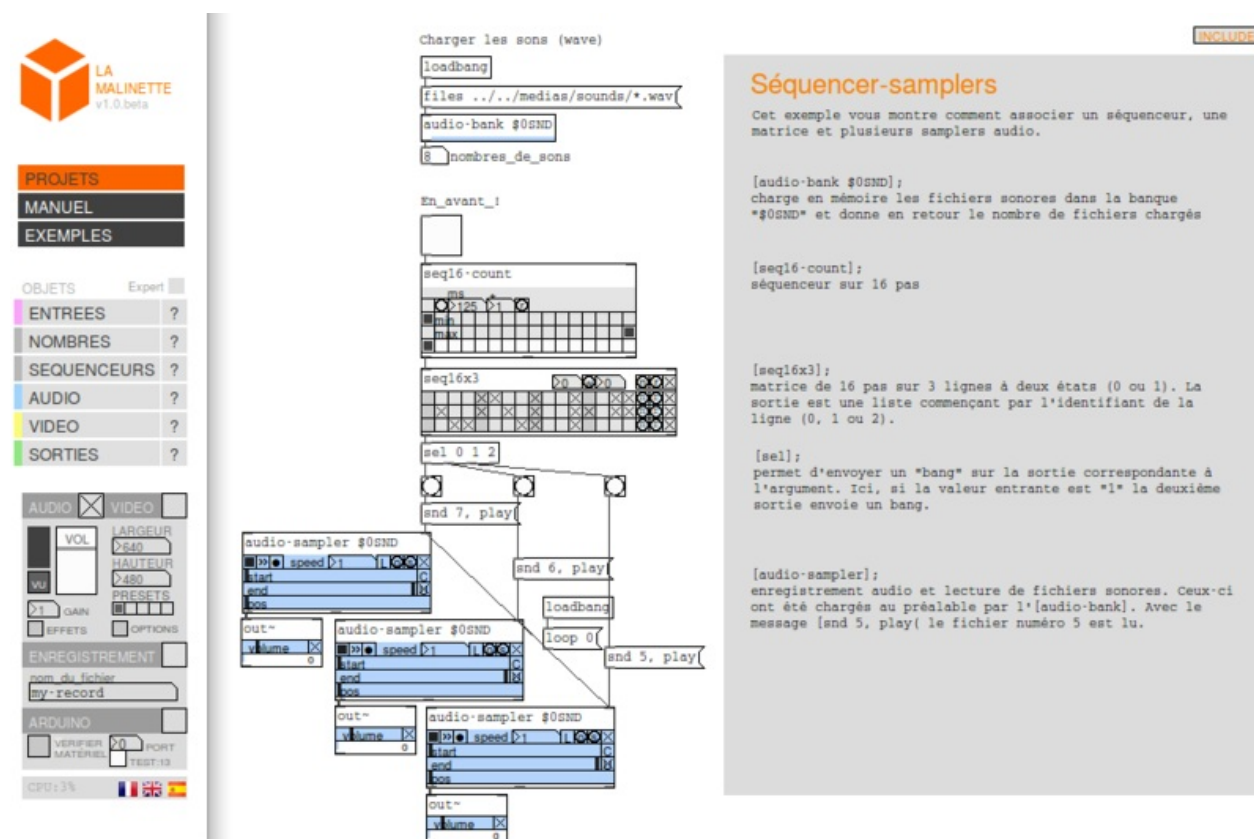 LA
MALINETTE
v1.0.beta
PROJETS
MANUEL
EXEMPLES
OBJETS Expert
ENTREES ?
NOMBRES ?
SEQUENCEURS ?
AUDIO ?
VIDEO ?
SORTIES ?
AUDIO VIDEO
VOL
LARGEUR
640
HAUTEUR
480
PRESETS
VU
1 GAIN
EFFETS OPTIONS
ENREGISTREMENT
nom_du_fichier
my-record
ARDUINO
VERIFIER
MATERIEL
0 PORT
TEST:13
CPU:3%
Charger les sons (wave)
loadbang
files ../../medias/sounds/*.wav
audio-bank $0SND
8 nombres_de_sons
En_avant_!
seq16-count
ms
125 1
min
max
seq16x3
0 0
sel 0 1 2
snd 7, play
audio-sampler $0SND
speed 1 L
start C
end
pos
out~
volume
0
snd 6, play
loadbang
loop 0
snd 5, play
audio-sampler $0SND
speed 1 L
start C
end
pos
out~
volume
0
audio-sampler $0SND
speed 1 L
start C
end
pos
out~
volume
0
INCLUDE
Séquencer-samplers
Cet exemple vous montre comment associer un séquenceur, une
matrice et plusieurs samplers audio.
[audio-bank $0SND];
charge en mémoire les fichiers sonores dans la banque
"$0SND" et donne en retour le nombre de fichiers chargés
[seq16-count];
séquenceur sur 16 pas
[seq16x3];
matrice de 16 pas sur 3 lignes à deux états (0 ou 1). La
sortie est une liste commençant par l'identifiant de la
ligne (0, 1 ou 2).
[sel];
permet d'envoyer un "bang" sur la sortie correspondante à
l'argument. Ici, si la valeur entrante est "1" la deuxième
sortie envoie un bang.
[audio-sampler];
enregistrement audio et lecture de fichiers sonores. Ceux-ci
ont été chargés au préalable par l'[audio-bank]. Avec le
message [snd 5, play( le fichier numéro 5 est lu.